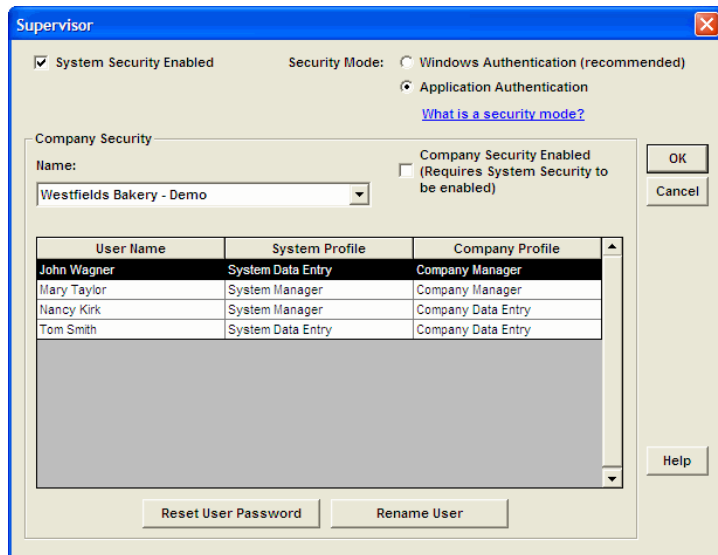 Supervisor
System Security Enabled
Security Mode:
Windows Authentication (recommended)
Application Authentication
What is a security mode?
Company Security
Name:
Westfields Bakery - Demo
Company Security Enabled
(Requires System Security to
be enabled)
OK
Cancel
User Name System Profile Company Profile
John Wagner System Data Entry Company Manager
Mary Taylor System Manager Company Manager
Nancy Kirk System Manager Company Data Entry
Tom Smith System Data Entry Company Data Entry
Help
Reset User Password Rename User